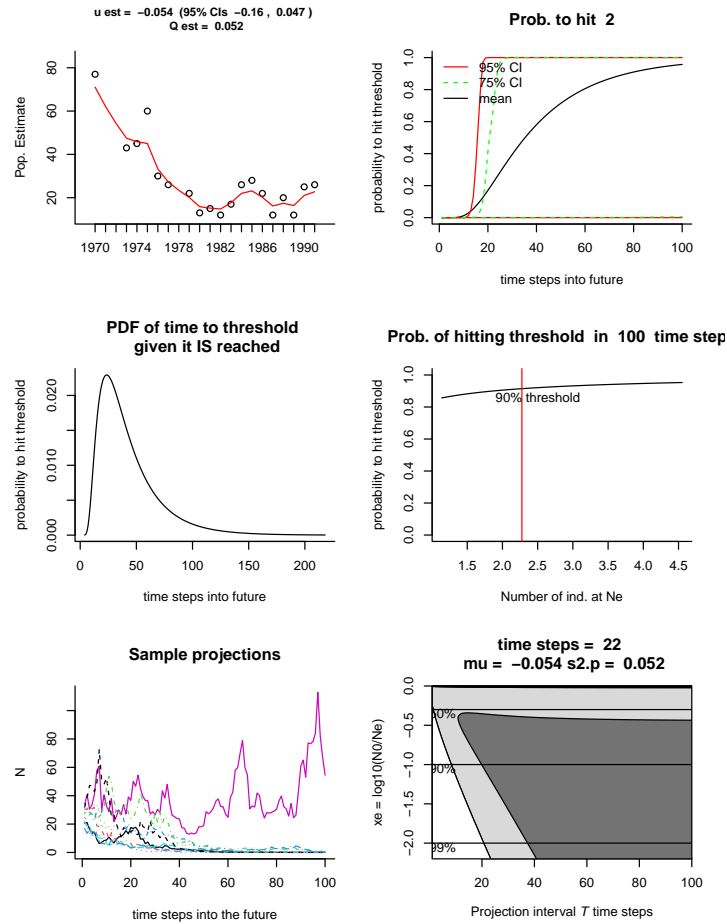 u est = −0.054 (95% CIs −0.16 , 0.047 )
Q est = 0.052
Pop. Estimate
80
60
40
20
1970
1974
1978
1982
1986
1990
Prob. to hit 2
probability to hit threshold
1.0
0.8
0.6
0.4
0.2
0.0
95% CI
75% CI
mean
0
20
40
60
80
100
time steps into future
PDF of time to threshold
given it IS reached
probability to hit threshold
0.020
0.010
0.000
0
50
100
150
200
time steps into future
Prob. of hitting threshold in 100 time step
probability to hit threshold
1.0
0.8
0.6
0.4
0.2
0.0
90% threshold
1.5
2.0
2.5
3.0
3.5
4.0
4.5
Number of ind. at Ne
Sample projections
N
80
60
40
20
0
0
20
40
60
80
100
time steps into the future
time steps = 22
mu = −0.054 s2.p = 0.052
xe = log10(N0/Ne)
0.0
−0.5
−1.0
−1.5
−2.0
90%
99%
20
40
60
80
100
Projection interval T time steps